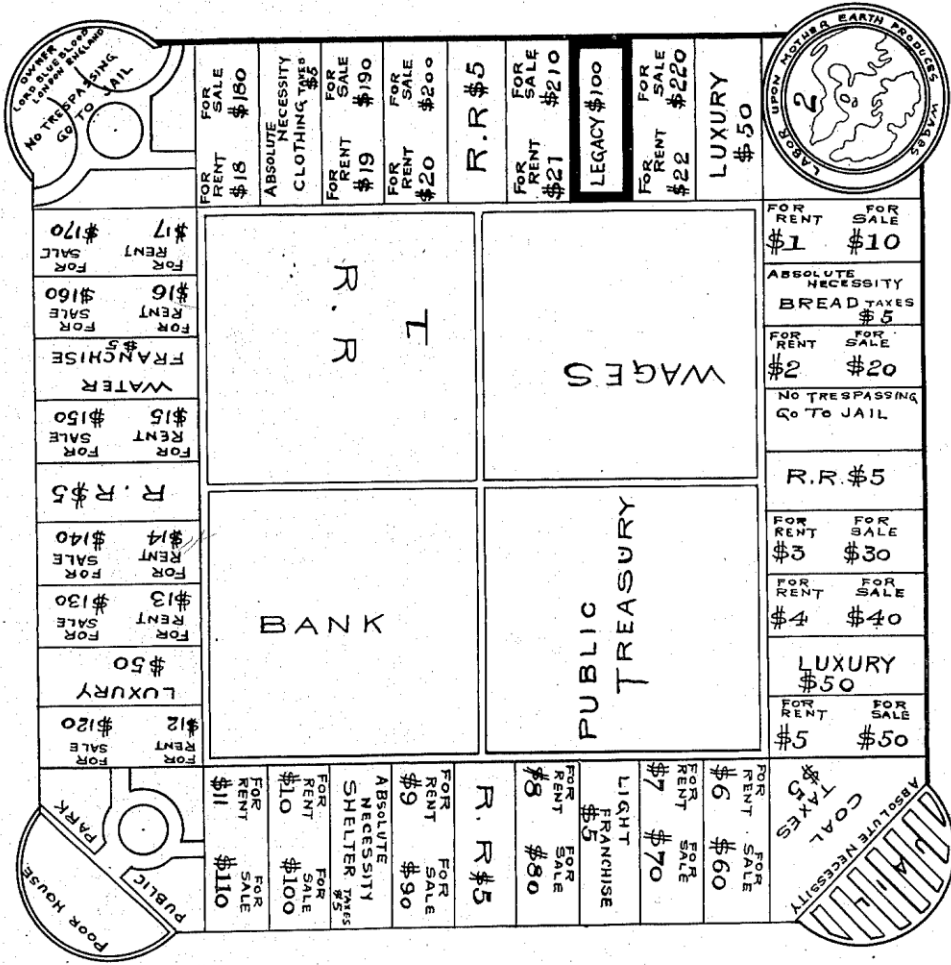 LABOR UPON MOTHER EARTH PRODUCES WAGES
2
FOR RENT $1
FOR SALE $10
ABSOLUTE
NECESSITY
BREAD TAXES
$5
FOR RENT $2
FOR SALE $20
NO TRESPASSING
GO TO JAIL
R.R. $5
FOR RENT $3
FOR SALE $30
FOR RENT $4
FOR SALE $40
LUXURY
$50
FOR RENT $5
FOR SALE $50
ABSOLUTE NECESSITY
COAL
TAXES
$5
JAIL
FOR RENT $6
FOR SALE $60
FOR RENT $7
FOR SALE $70
LIGHT
FRANCHISE
$5
FOR RENT $8
FOR SALE $80
R.R $5
FOR RENT $9
FOR SALE $90
ABSOLUTE
NECESSITY
SHELTER TAXES
$5
FOR RENT $10
FOR SALE $100
FOR RENT $11
FOR SALE $110
PUBLIC
PARK
POOR HOUSE
FOR RENT $12
FOR SALE $120
LUXURY
$50
FOR RENT $13
FOR SALE $130
FOR RENT $14
FOR SALE $140
R.R $5
FOR RENT $15
FOR SALE $150
WATER
FRANCHISE
$5
FOR RENT $16
FOR SALE $160
FOR RENT $17
FOR SALE $170
OWNER
LORD BLUE BLOOD
LONDON ENGLAND
NO TRESPASING
GO TO JAIL
FOR RENT $18
FOR SALE $180
ABSOLUTE
NECESSITY
CLOTHING TAXES
$5
FOR RENT $19
FOR SALE $190
FOR RENT $20
FOR SALE $200
R.R $5
FOR RENT $21
FOR SALE $210
LEGACY $100
FOR RENT $22
FOR SALE $220
LUXURY
$50
R.R
1
WAGES
BANK
PUBLIC
TREASURY